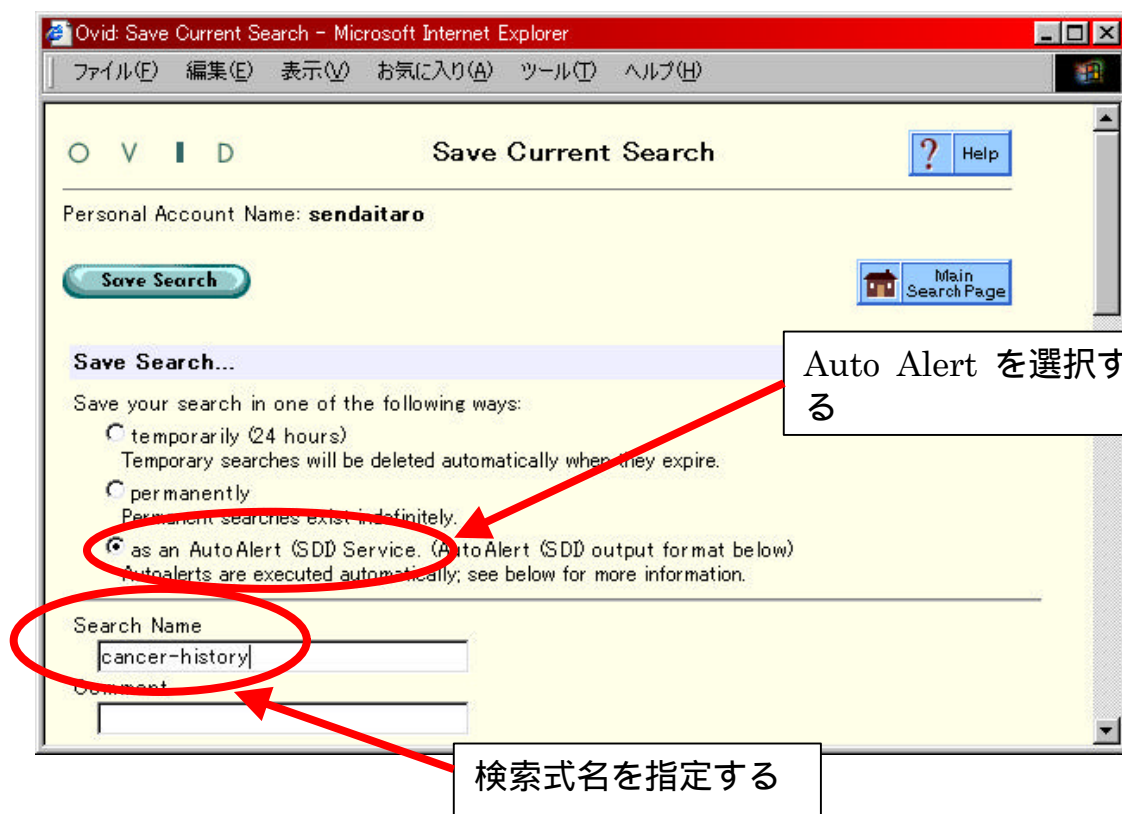 Ovid: Save Current Search - Microsoft Internet Explorer
ファイル(F) 編集(E) 表示(V) お気に入り(A) ツール(T) ヘルプ(H)
OVID Save Current Search ? Help
Personal Account Name: sendaitaro
Save Search Main Search Page
Save Search...
Auto Alert を選択す
る
Save your search in one of the following ways:
temporarily (24 hours)
Temporary searches will be deleted automatically when they expire.
permanently
Permanent searches exist indefinitely.
as an AutoAlert (SDI) Service. (AutoAlert (SDI) output format below)
Autoalerts are executed automatically; see below for more information.
Search Name
cancer-history
Comment
検索式名を指定する